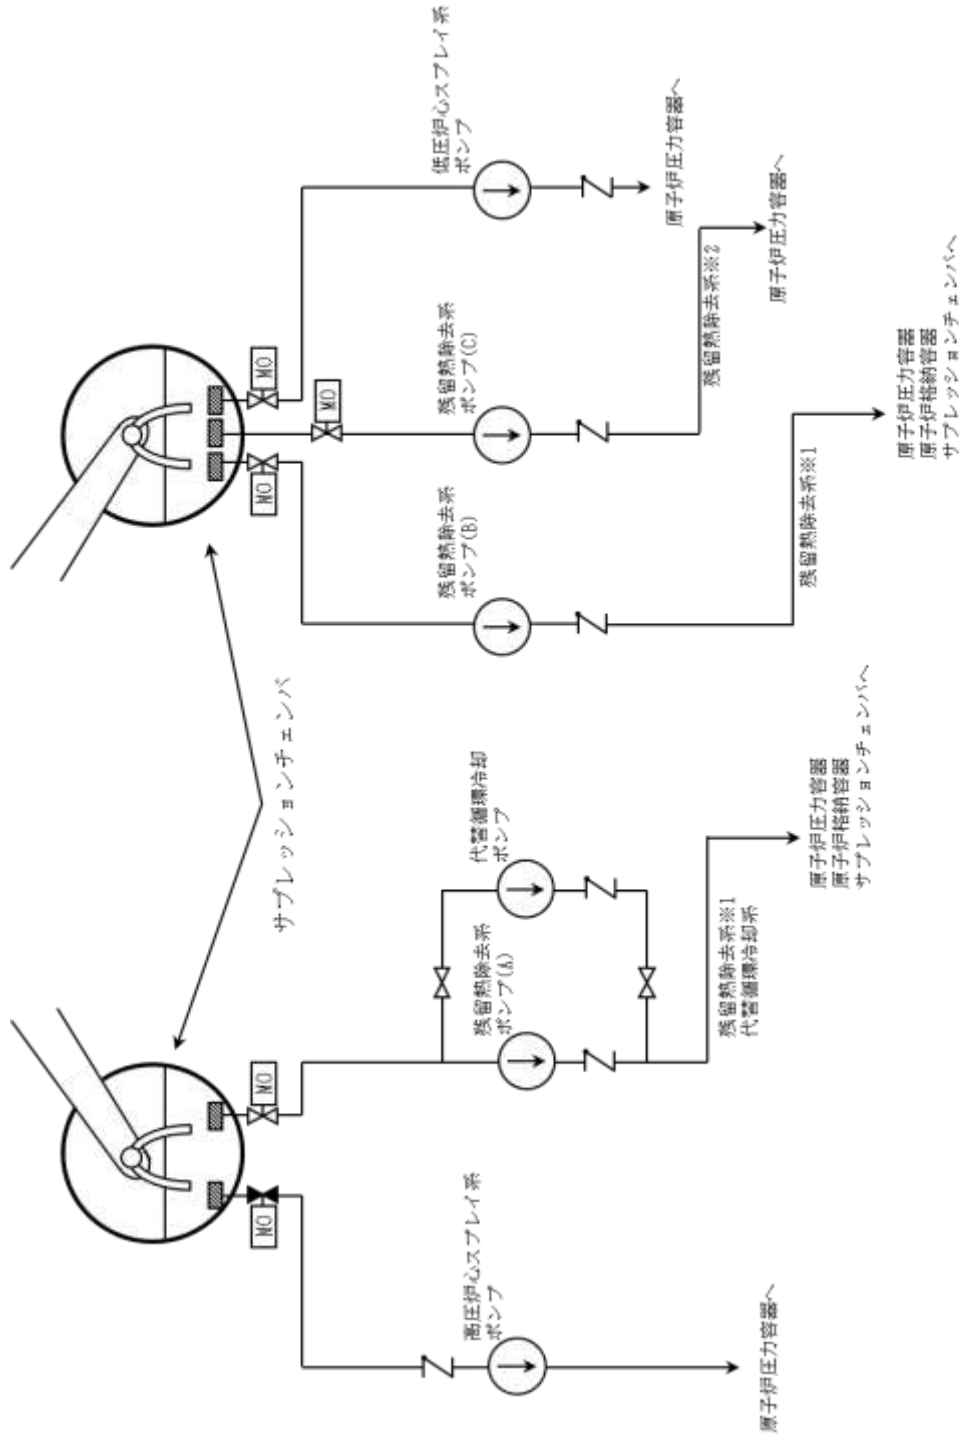 サプレッションチェンバ
MO
高圧炉心スプレイ系
ポンプ
原子炉圧力容器へ
MO
残留熱除去系
ポンプ(A)
代替循環冷却
ポンプ
残留熱除去系※1
代替循環冷却系
原子炉圧力容器
原子炉格納容器
サプレッションチェンバへ
MO
残留熱除去系
ポンプ(B)
残留熱除去系※1
原子炉圧力容器
原子炉格納容器
サプレッションチェンバへ
MO
残留熱除去系
ポンプ(C)
残留熱除去系※2
原子炉圧力容器へ
MO
低圧炉心スプレイ系
ポンプ
原子炉圧力容器へ